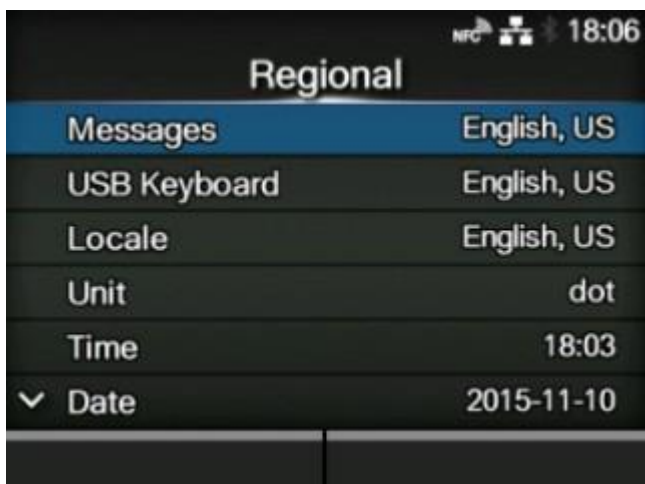 NFC 18:06
Regional
Messages English, US
USB Keyboard English, US
Locale English, US
Unit dot
Time 18:03
Date 2015-11-10